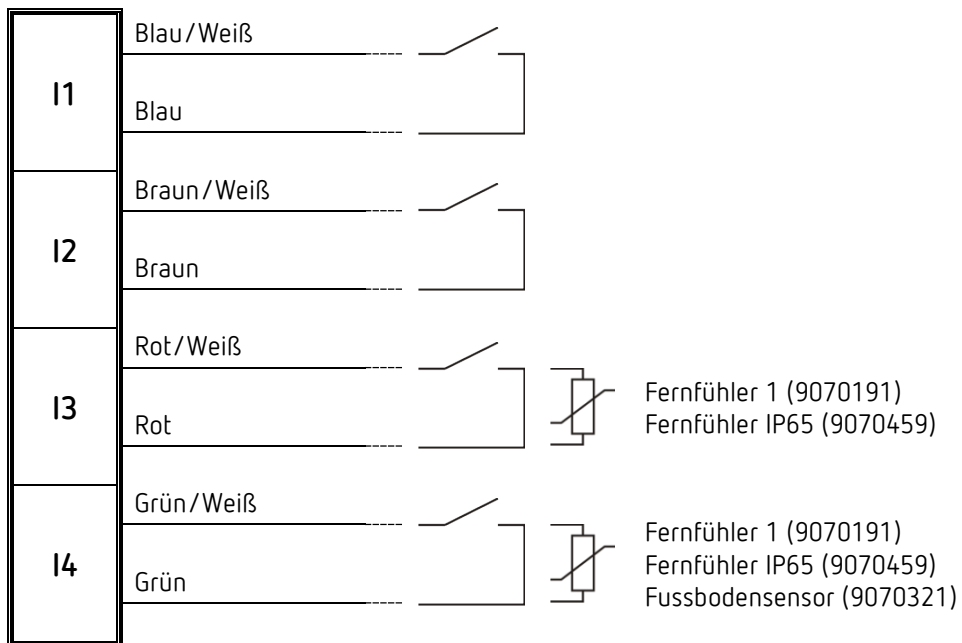 I1
Blau/Weiß
Blau
I2
Braun/Weiß
Braun
I3
Rot/Weiß
Rot
Fernfühler 1 (9070191)
Fernfühler IP65 (9070459)
I4
Grün/Weiß
Grün
Fernfühler 1 (9070191)
Fernfühler IP65 (9070459)
Fussbodensensor (9070321)